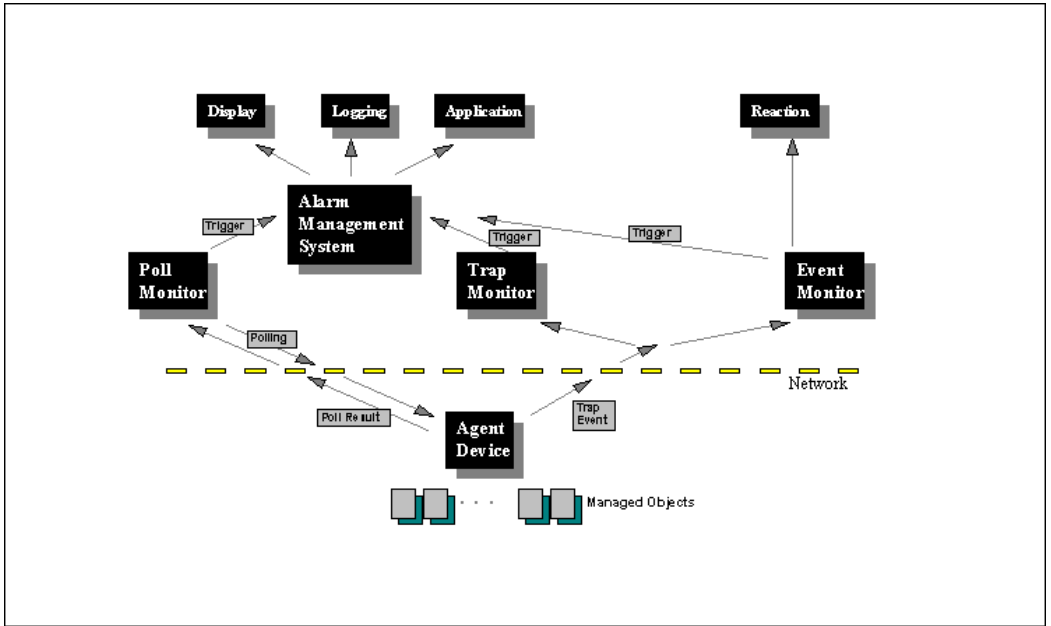 Display
Logging
Application
Reaction
Alarm
Management
System
Trigger
Trigger
Trigger
Poll
Monitor
Trap
Monitor
Event
Monitor
Polling
Network
Poll Result
Trap
Event
Agent
Device
Managed Objects